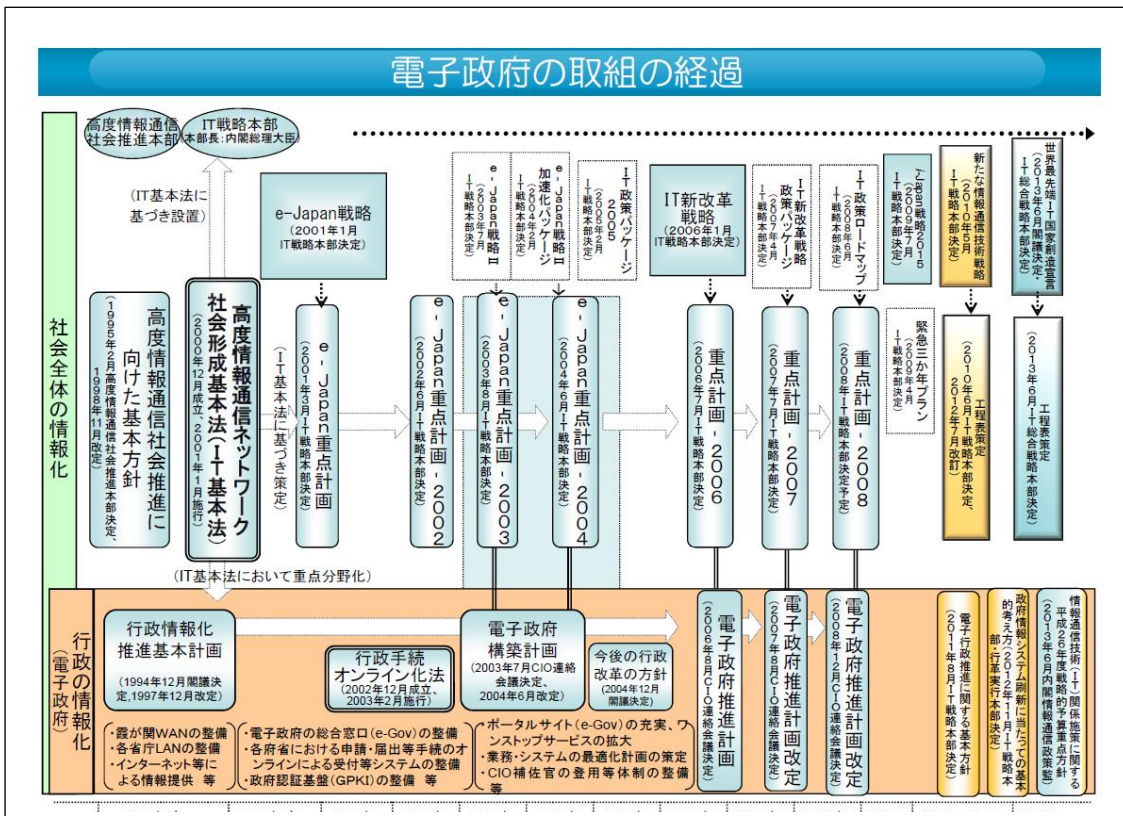 電子政府の取組の経過
高度情報通信
社会推進本部
IT戦略本部
(本部長:内閣総理大臣)
(IT基本法に
基づき設置)
e-Japan戦略
(2001年1月
IT戦略本部決定)
e-Japan戦略Ⅱ
(2003年7月
IT戦略本部決定)
e-Japan戦略Ⅱ
加速化パッケージ
(2004年2月
IT戦略本部決定)
IT政策パッケージ
2005
(2005年2月
IT戦略本部決定)
IT新改革
戦略
(2006年1月
IT戦略本部決定)
IT新改革戦略
政策パッケージ
(2007年4月
IT戦略本部決定)
IT政策ロードマップ
(2008年6月
IT戦略本部決定)
i-Japan戦略2015
(2009年7月
IT戦略本部決定)
新たな情報通信技術戦略
(2010年5月
IT戦略本部決定)
世界最先端IT国家創造宣言
(2013年6月閣議決定・
IT総合戦略本部決定)
社会全体の情報化
高度情報通信社会推進に
向けた基本方針
(1995年2月高度情報通信社会推進本部決定、
1998年11月改定)
高度情報通信ネットワーク
社会形成基本法(IT基本法)
(2000年12月成立、2001年1月施行)
(IT基本法に基づき策定)
e-Japan重点計画
(2001年3月IT戦略本部決定)
e-Japan重点計画-2002
(2002年6月IT戦略本部決定)
e-Japan重点計画-2003
(2003年8月IT戦略本部決定)
e-Japan重点計画-2004
(2004年6月IT戦略本部決定)
重点計画-2006
(2006年7月IT戦略本部決定)
重点計画-2007
(2007年7月IT戦略本部決定)
重点計画-2008
(2008年IT戦略本部決定予定)
緊急三か年プラン
(2009年4月
IT戦略本部決定)
工程表策定
(2010年6月IT戦略本部決定、
2012年7月改訂)
工程表策定
(2013年6月IT総合戦略本部決定)
(IT基本法において重点分野化)
行政の情報化
(電子政府)
行政情報化
推進基本計画
(1994年12月閣議決
定,1997年12月改定)
行政手続
オンライン化法
(2002年12月成立、
2003年2月施行)
電子政府
構築計画
(2003年7月CIO連絡
会議決定、
2004年6月改定)
今後の行政
改革の方針
(2004年12月
閣議決定)
電子政府推進計画
(2006年8月CIO連絡会議決定)
電子政府推進計画改定
(2007年8月CIO連絡会議決定)
電子政府推進計画改定
(2008年12月CIO連絡会議決定)
電子行政推進に関する基本方針
(2011年8月IT戦略本部決定)
政府情報システム刷新に当たっての基本
的考え方(2012年11月IT戦略本
部・行革実行本部決定)
情報通信技術(IT)関係施策に関する
平成26年度戦略的予算重点方針
(2013年6月内閣情報通信政策監)
・霞が関WANの整備
・各省庁LANの整備
・インターネット等に
よる情報提供 等
・電子政府の総合窓口(e-Gov)の整備
・各府省における申請・届出等手続のオ
ンラインによる受付等システムの整備
・政府認証基盤(GPKI)の整備 等
・ポータルサイト(e-Gov)の充実、ワ
ンストップサービスの拡大
・業務・システムの最適化計画の策定
・CIO補佐官の登用等体制の整備
等